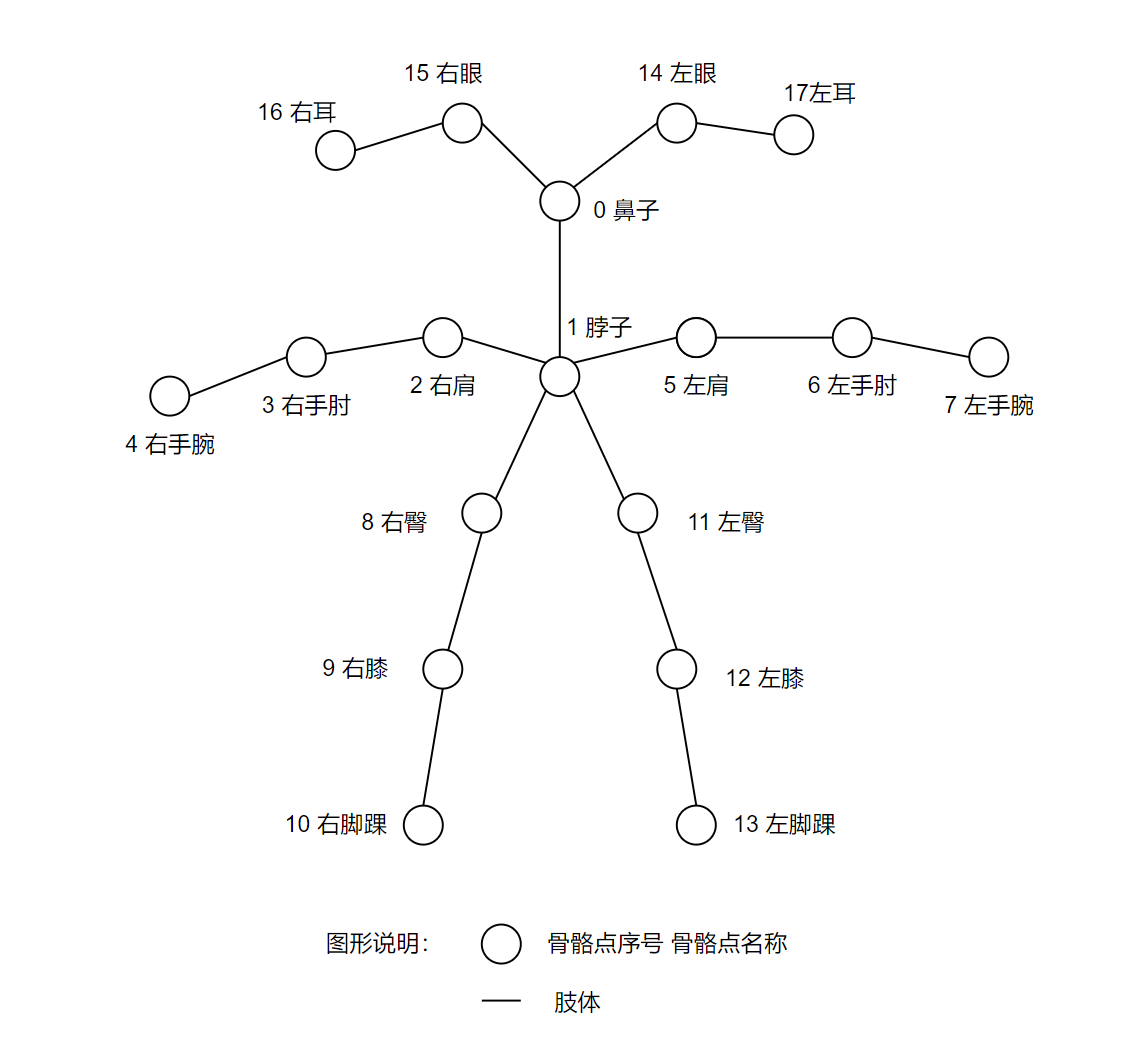 15 右眼
14 左眼
17左耳
16 右耳
0 鼻子
1 脖子
2 右肩
5 左肩
6 左手肘
3 右手肘
7 左手腕
4 右手腕
8 右臀
11 左臀
9 右膝
12 左膝
10 右脚踝
13 左脚踝
图形说明：
骨骼点序号 骨骼点名称
肢体